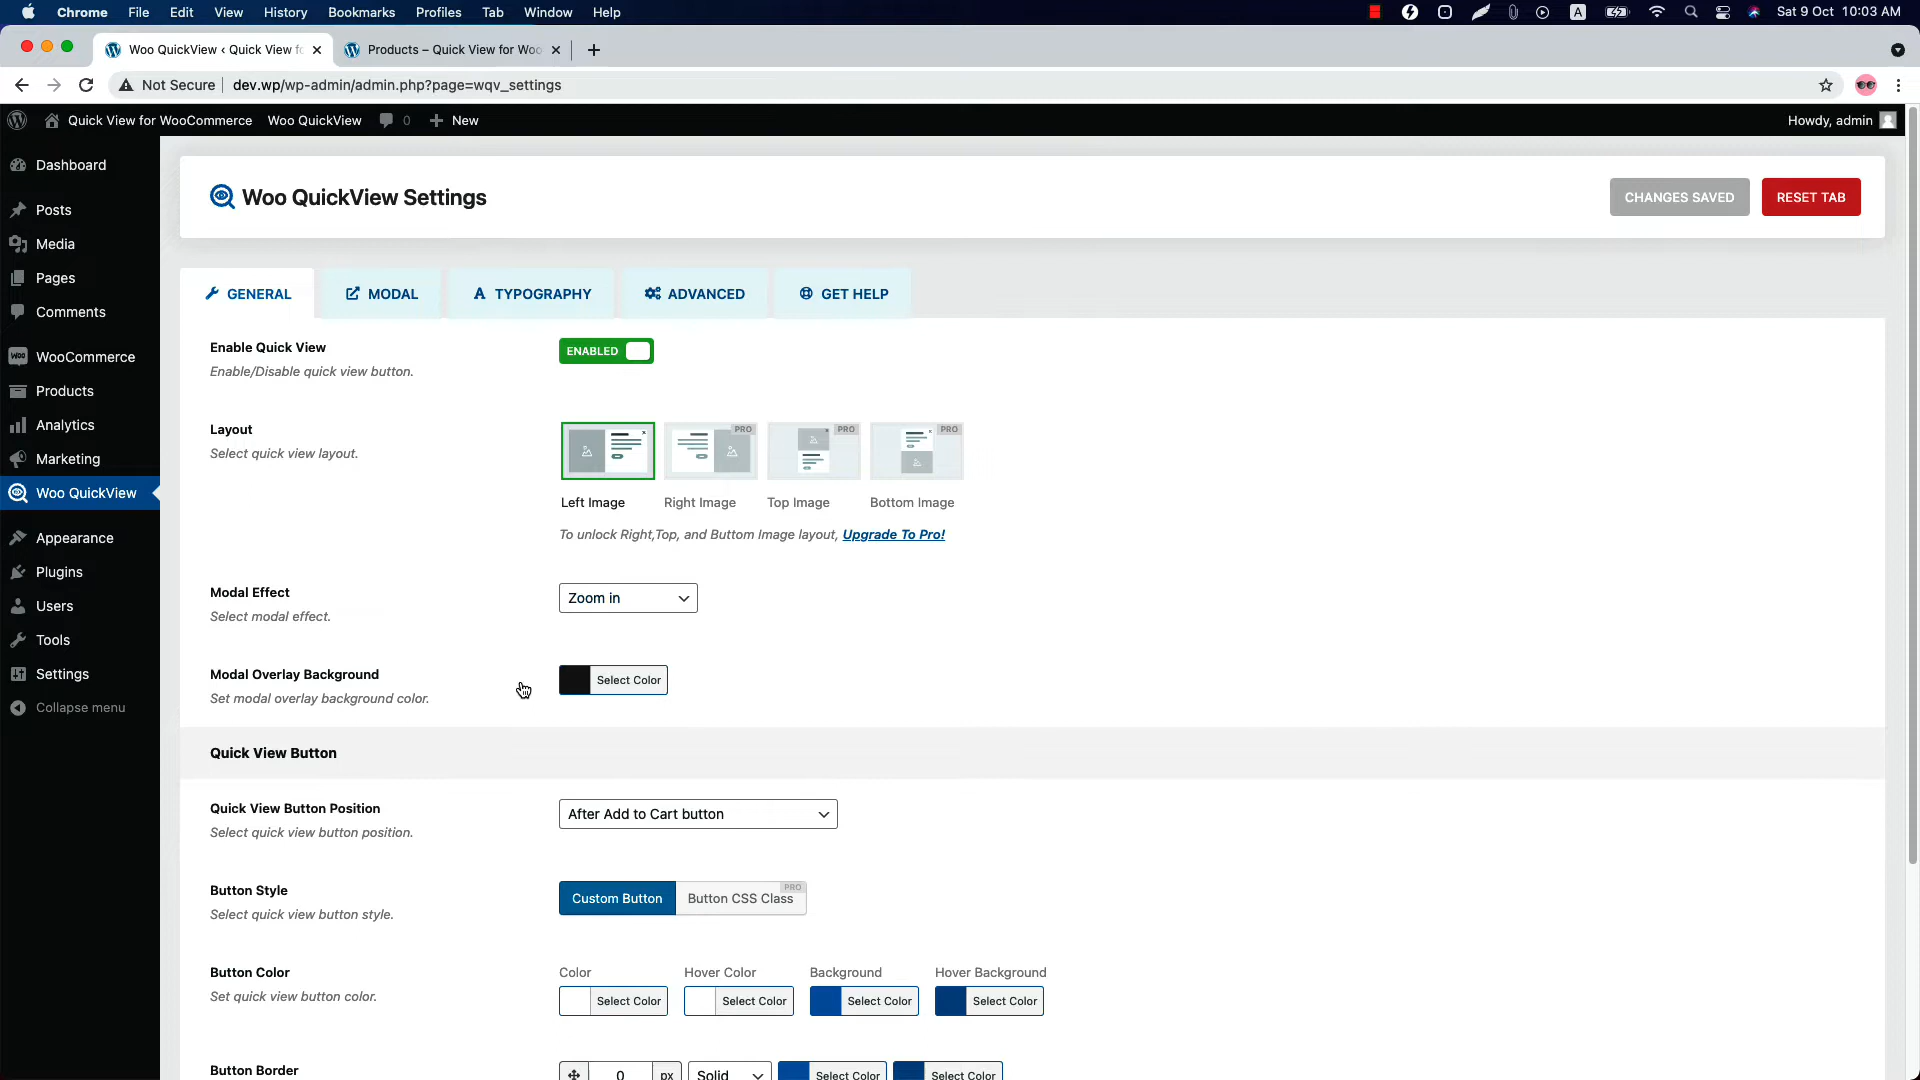 Chrome File Edit View History Bookmarks Profiles Tab Window Help A Sat 9 Oct 10:03 AM
Woo QuickView ‹ Quick View fo Products – Quick View for Woo
Not Secure dev.wp/wp-admin/admin.php?page=wqv_settings
Quick View for WooCommerce Woo QuickView 0 New Howdy, admin
Dashboard
Posts
Media
Pages
Comments
WooCommerce
Products
Analytics
Marketing
Woo QuickView
Appearance
Plugins
Users
Tools
Settings
Collapse menu
Woo QuickView Settings
CHANGES SAVED RESET TAB
GENERAL MODAL TYPOGRAPHY ADVANCED GET HELP
Enable Quick View
Enable/Disable quick view button.
ENABLED
Layout
Select quick view layout.
PRO PRO PRO
Left Image Right Image Top Image Bottom Image
To unlock Right,Top, and Buttom Image layout, Upgrade To Pro!
Modal Effect
Select modal effect.
Zoom in
Modal Overlay Background
Set modal overlay background color.
Select Color
Quick View Button
Quick View Button Position
Select quick view button position.
After Add to Cart button
Button Style
Select quick view button style.
Custom Button Button CSS Class PRO
Button Color
Set quick view button color.
Color Hover Color Background Hover Background
Select Color Select Color Select Color Select Color
Button Border
0 px Solid Select Color Select Color